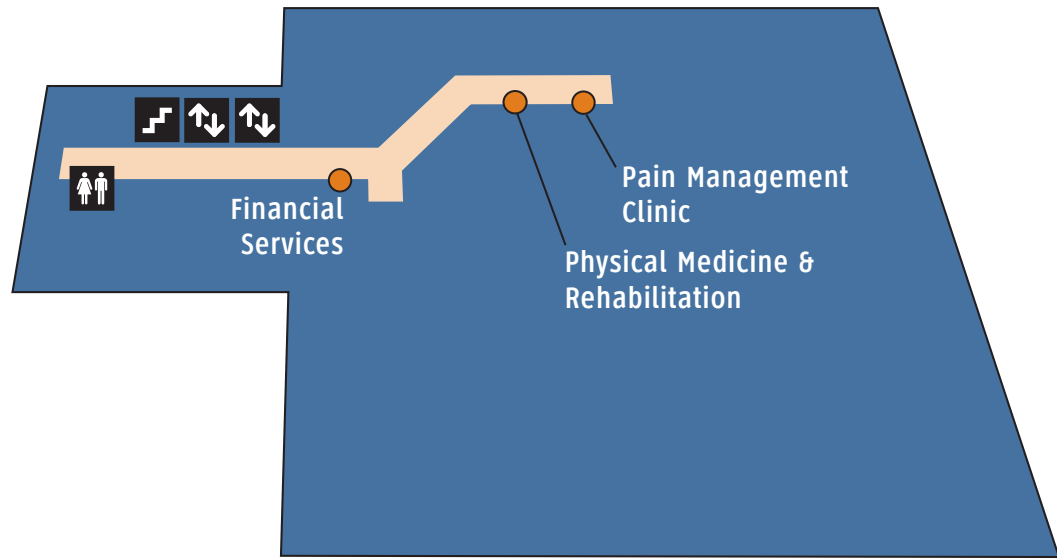 Financial
Services
Pain Management
Clinic
Physical Medicine &
Rehabilitation